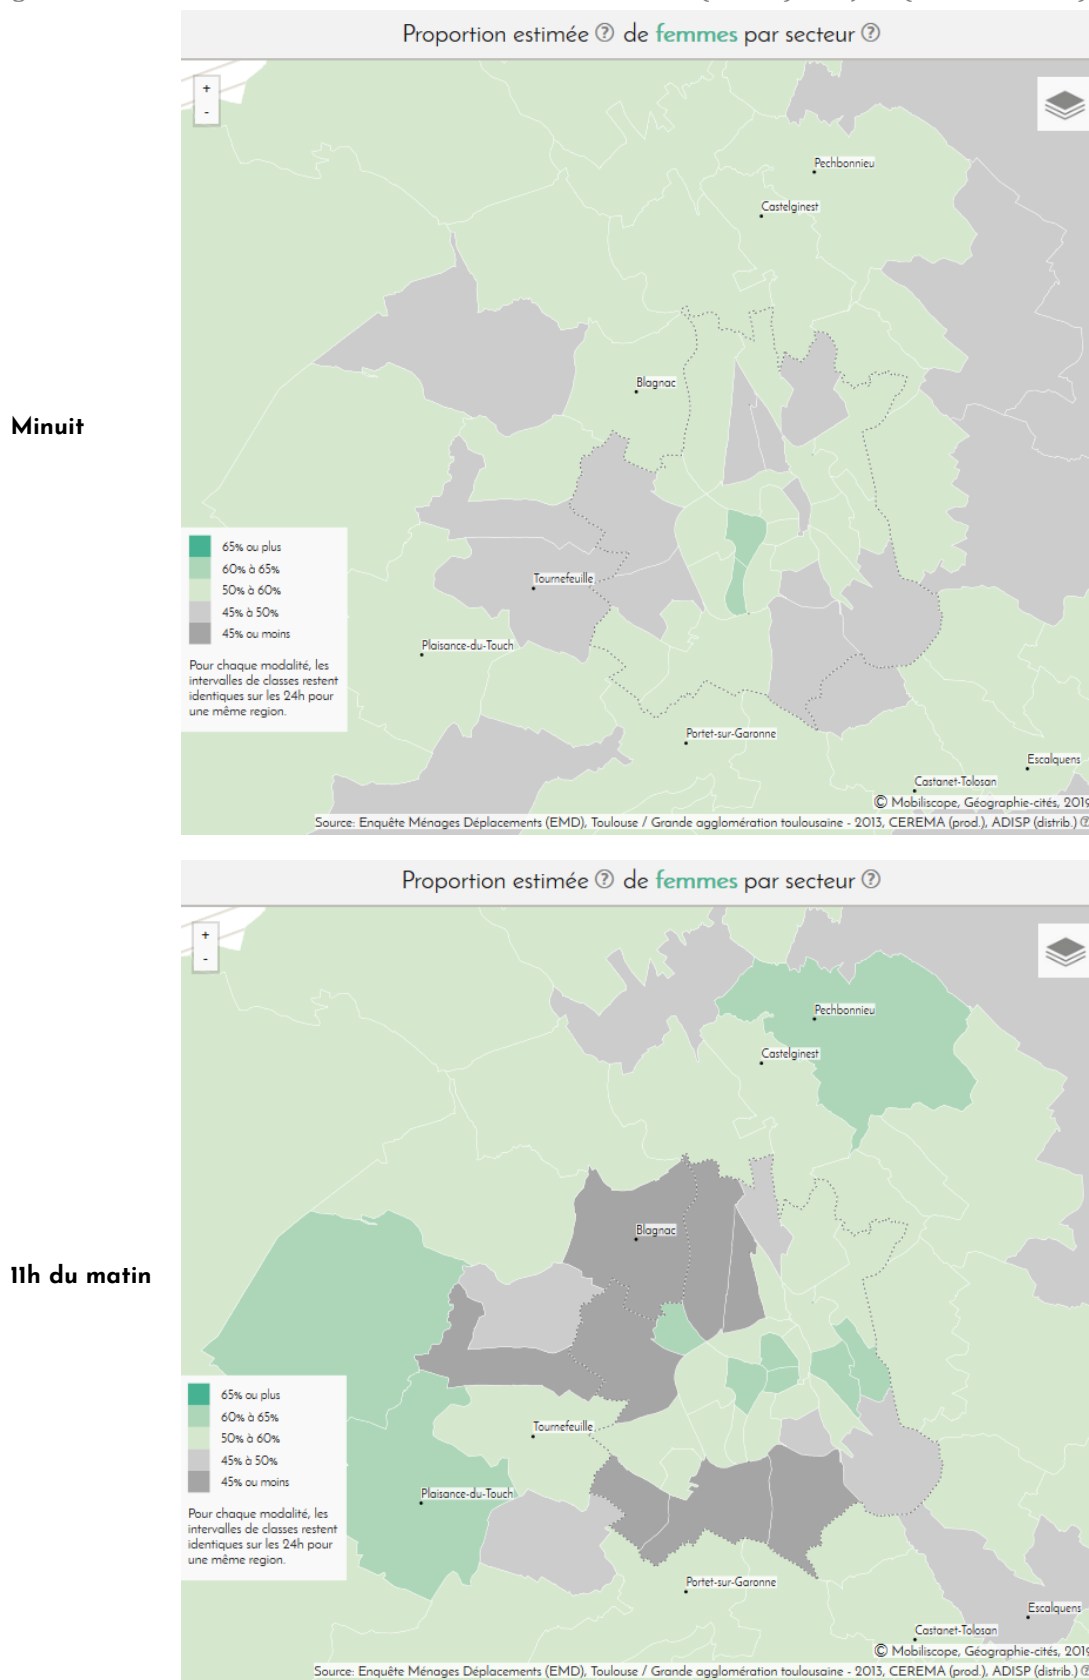 Proportion estimée ? de femmes par secteur ?
+
-
Pechbonnieu
Castelginest
Blagnac
Minuit
65% ou plus
60% à 65%
50% à 60%
45% à 50%
45% ou moins
Tournefeuille
Plaisance-du-Touch
Pour chaque modalité, les
intervalles de classes restent
identiques sur les 24h pour
une même region.
Portet-sur-Garonne
Escalquens
Castanet-Tolosan
© Mobiliscope, Géographie-cités, 2019
Source: Enquête Ménages Déplacements (EMD), Toulouse / Grande agglomération toulousaine - 2013, CEREMA (prod.), ADISP (distrib.) ?
Proportion estimée ? de femmes par secteur ?
+
-
Pechbonnieu
Castelginest
Blagnac
11h du matin
65% ou plus
60% à 65%
50% à 60%
45% à 50%
45% ou moins
Tournefeuille
Plaisance-du-Touch
Pour chaque modalité, les
intervalles de classes restent
identiques sur les 24h pour
une même region.
Portet-sur-Garonne
Escalquens
Castanet-Tolosan
© Mobiliscope, Géographie-cités, 2019
Source: Enquête Ménages Déplacements (EMD), Toulouse / Grande agglomération toulousaine - 2013, CEREMA (prod.), ADISP (distrib.) ?